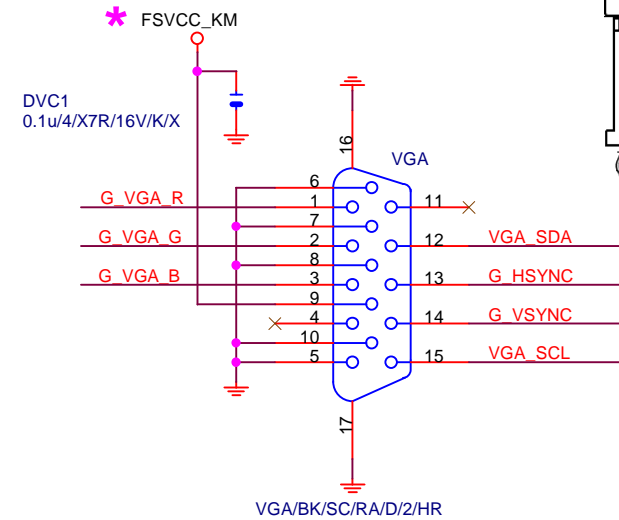 * FSVCC_KM
DVC1
0.1u/4/X7R/16V/K/X
16
VGA
6
G_VGA_R 1 11
7
G_VGA_G 2 12 VGA_SDA
8
G_VGA_B 3 13 G_HSYNC
9
4 14 G_VSYNC
10
5 15 VGA_SCL
17
VGA/BK/SC/RA/D/2/HR